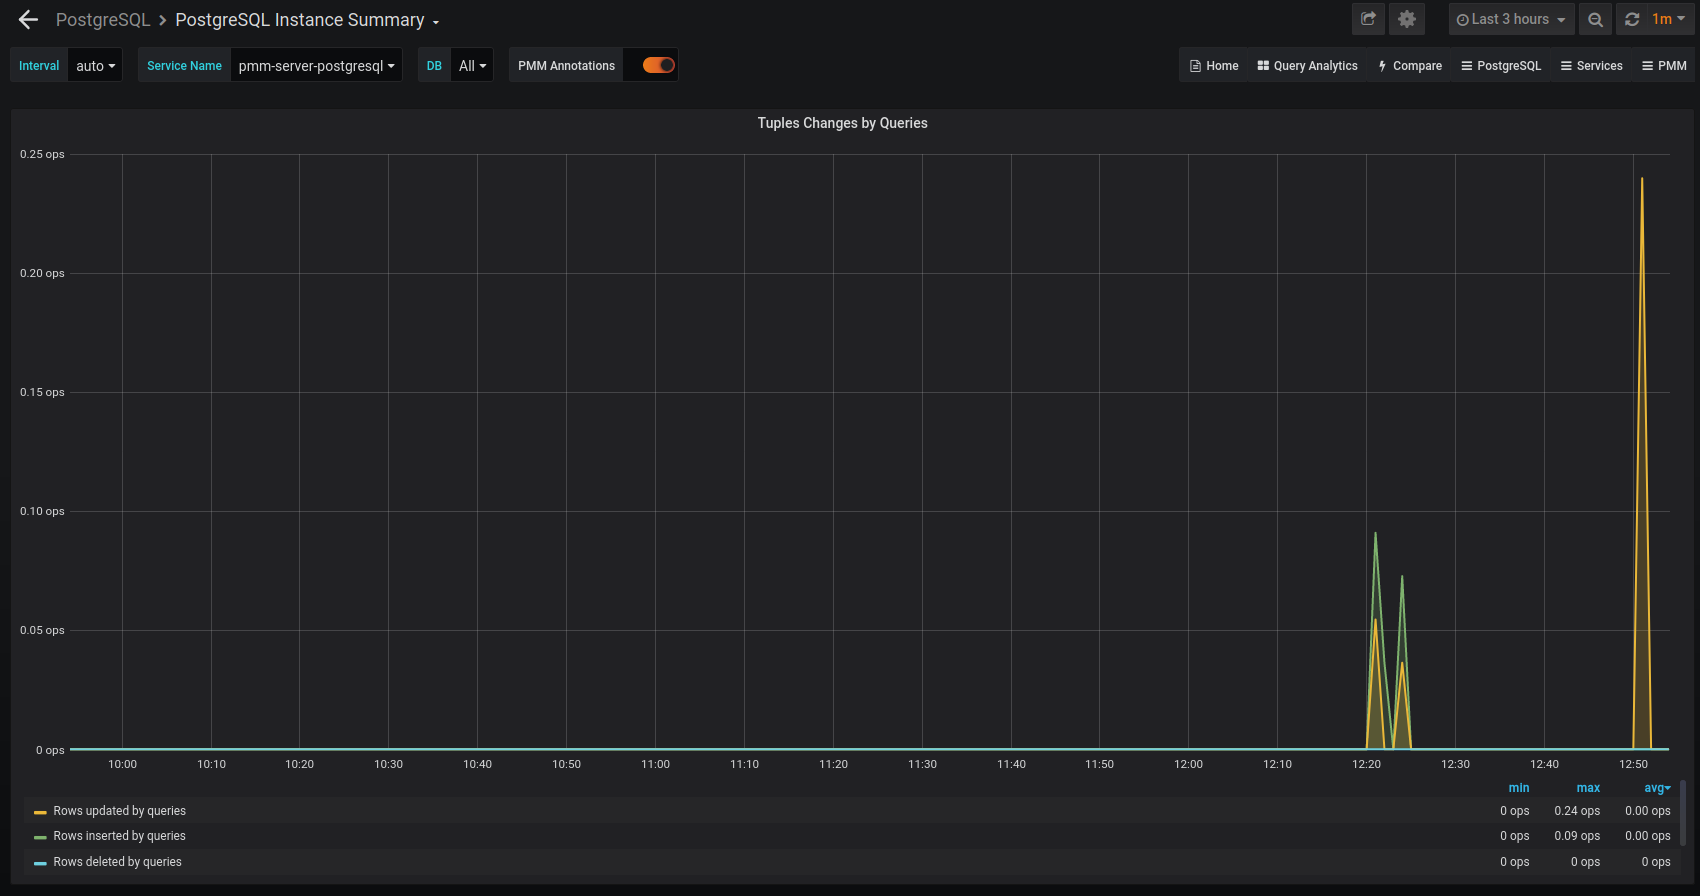 PostgreSQL > PostgreSQL Instance Summary
Last 3 hours
1m
Interval auto Service Name pmm-server-postgresql DB All PMM Annotations
Home Query Analytics Compare PostgreSQL Services PMM
Tuples Changes by Queries
0.25 ops
0.20 ops
0.15 ops
0.10 ops
0.05 ops
0 ops
10:00 10:10 10:20 10:30 10:40 10:50 11:00 11:10 11:20 11:30 11:40 11:50 12:00 12:10 12:20 12:30 12:40 12:50
min max avg
Rows updated by queries 0 ops 0.24 ops 0.00 ops
Rows inserted by queries 0 ops 0.09 ops 0.00 ops
Rows deleted by queries 0 ops 0 ops 0 ops